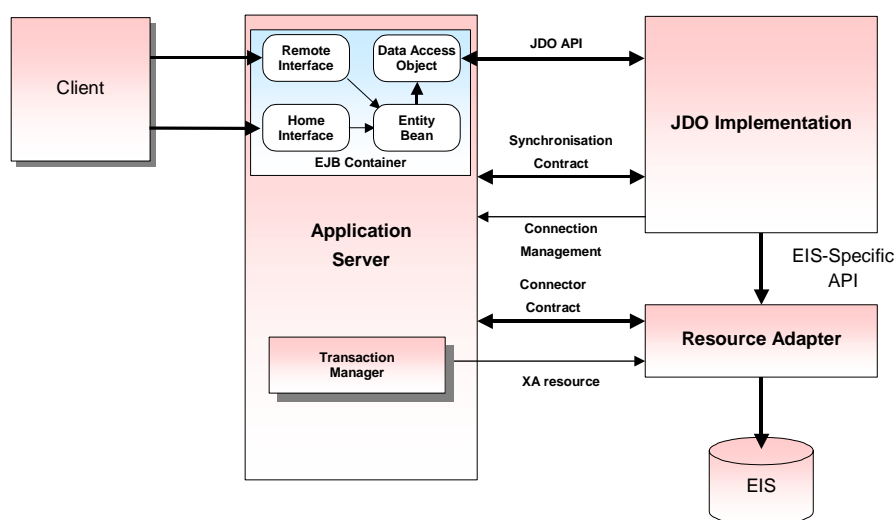 Client
Remote
Interface
Data Access
Object
Home
Interface
Entity
Bean
EJB Container
Application
Server
Transaction
Manager
JDO API
Synchronisation
Contract
Connection
Management
Connector
Contract
XA resource
JDO Implementation
EIS-Specific
API
Resource Adapter
EIS